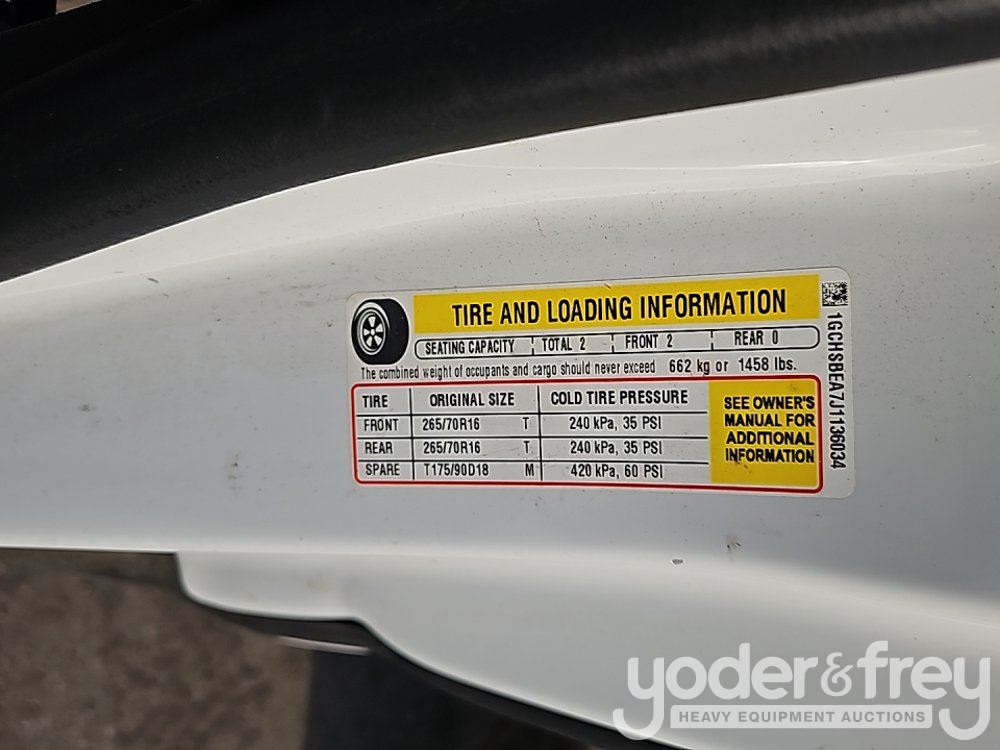 TIRE AND LOADING INFORMATION
SEATING CAPACITY TOTAL 2 FRONT 2 REAR 0
The combined weight of occupants and cargo should never exceed 662 kg or 1458 lbs.
TIRE ORIGINAL SIZE COLD TIRE PRESSURE
FRONT 265/70R16 T 240 kPa, 35 PSI
REAR 265/70R16 T 240 kPa, 35 PSI
SPARE T175/90D18 M 420 kPa, 60 PSI
SEE OWNER'S
MANUAL FOR
ADDITIONAL
INFORMATION
1GCHSBEA7J1136034
yoder&frey
HEAVY EQUIPMENT AUCTIONS